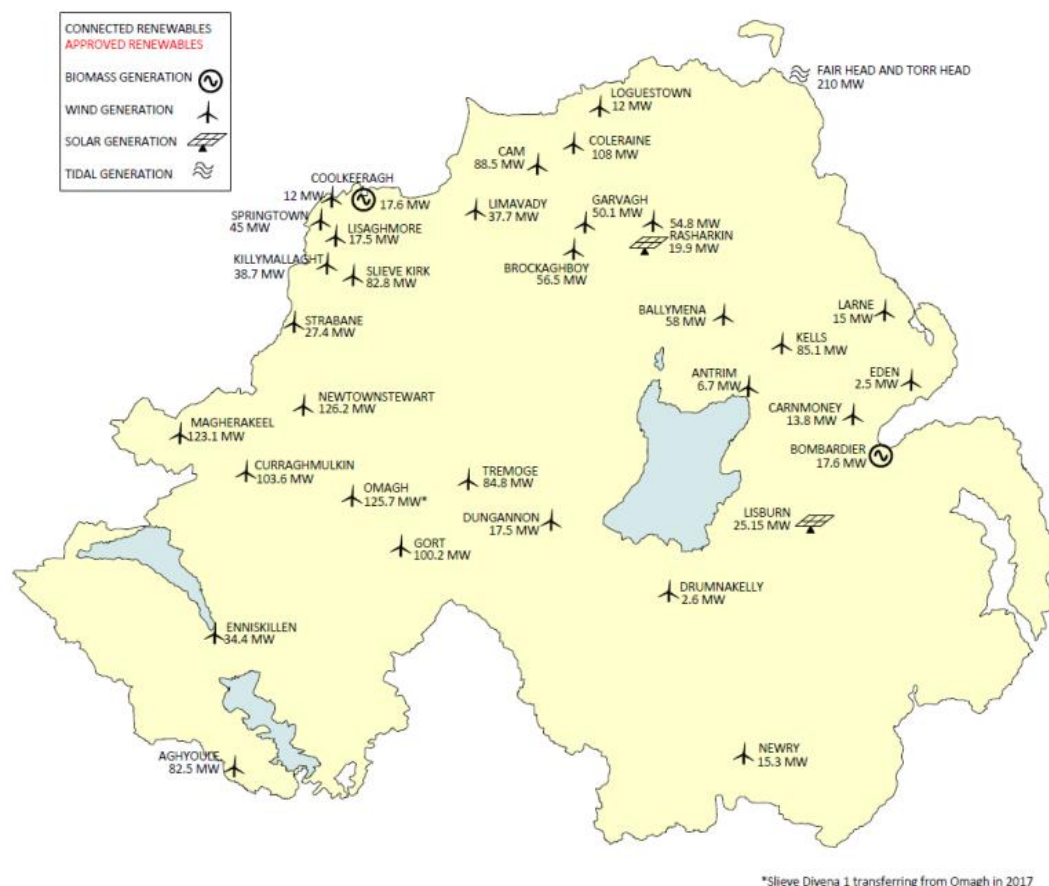 CONNECTED RENEWABLES
APPROVED RENEWABLES
BIOMASS GENERATION
WIND GENERATION
SOLAR GENERATION
TIDAL GENERATION
FAIR HEAD AND TORR HEAD
210 MW
LOGUESTOWN
12 MW
COLERAINE
108 MW
CAM
88.5 MW
COOLKEERAGH
12 MW
17.6 MW
SPRINGTOWN
45 MW
LISAGHMORE
17.5 MW
LIMAVADY
37.7 MW
GARVAGH
50.1 MW
54.8 MW
RASHARKIN
19.9 MW
KILLYMALLAGHT
38.7 MW
SLIEVE KIRK
82.8 MW
BROCKAGHBOY
56.5 MW
STRABANE
27.4 MW
BALLYMENA
58 MW
LARNE
15 MW
KELLS
85.1 MW
ANTRIM
6.7 MW
EDEN
2.5 MW
NEWTOWNSTEWART
126.2 MW
CARNMONEY
13.8 MW
MAGHERAKEEL
123.1 MW
BOMBARDIER
17.6 MW
CURRAGHMULKIN
103.6 MW
OMAGH
125.7 MW*
TREMOGE
84.8 MW
DUNGANNON
17.5 MW
LISBURN
25.15 MW
GORT
100.2 MW
DRUMNAKELLY
2.6 MW
ENNISKILLEN
34.4 MW
AGHYOULE
82.5 MW
NEWRY
15.3 MW
*Slieve Divena 1 transferring from Omagh in 2017